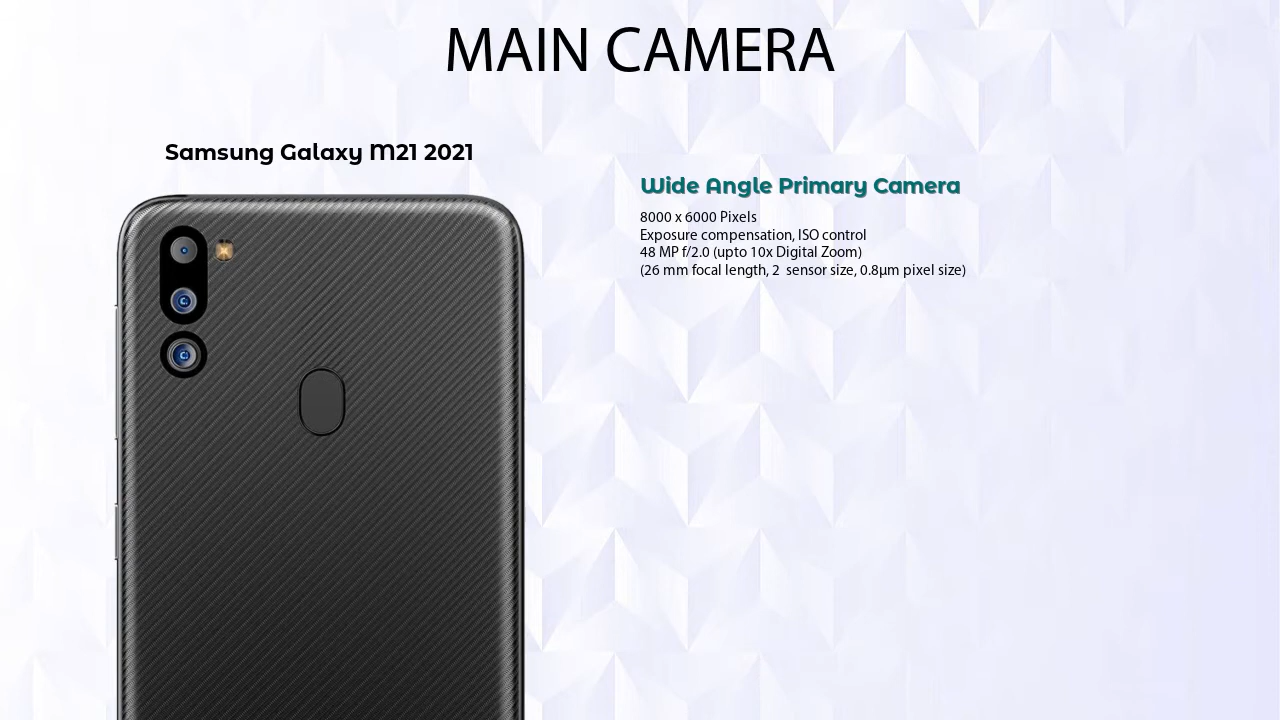 MAIN CAMERA
Samsung Galaxy M21 2021
Wide Angle Primary Camera
8000 x 6000 Pixels
Exposure compensation, ISO control
48 MP f/2.0 (upto 10x Digital Zoom)
(26 mm focal length, 2  sensor size, 0.8µm pixel size)